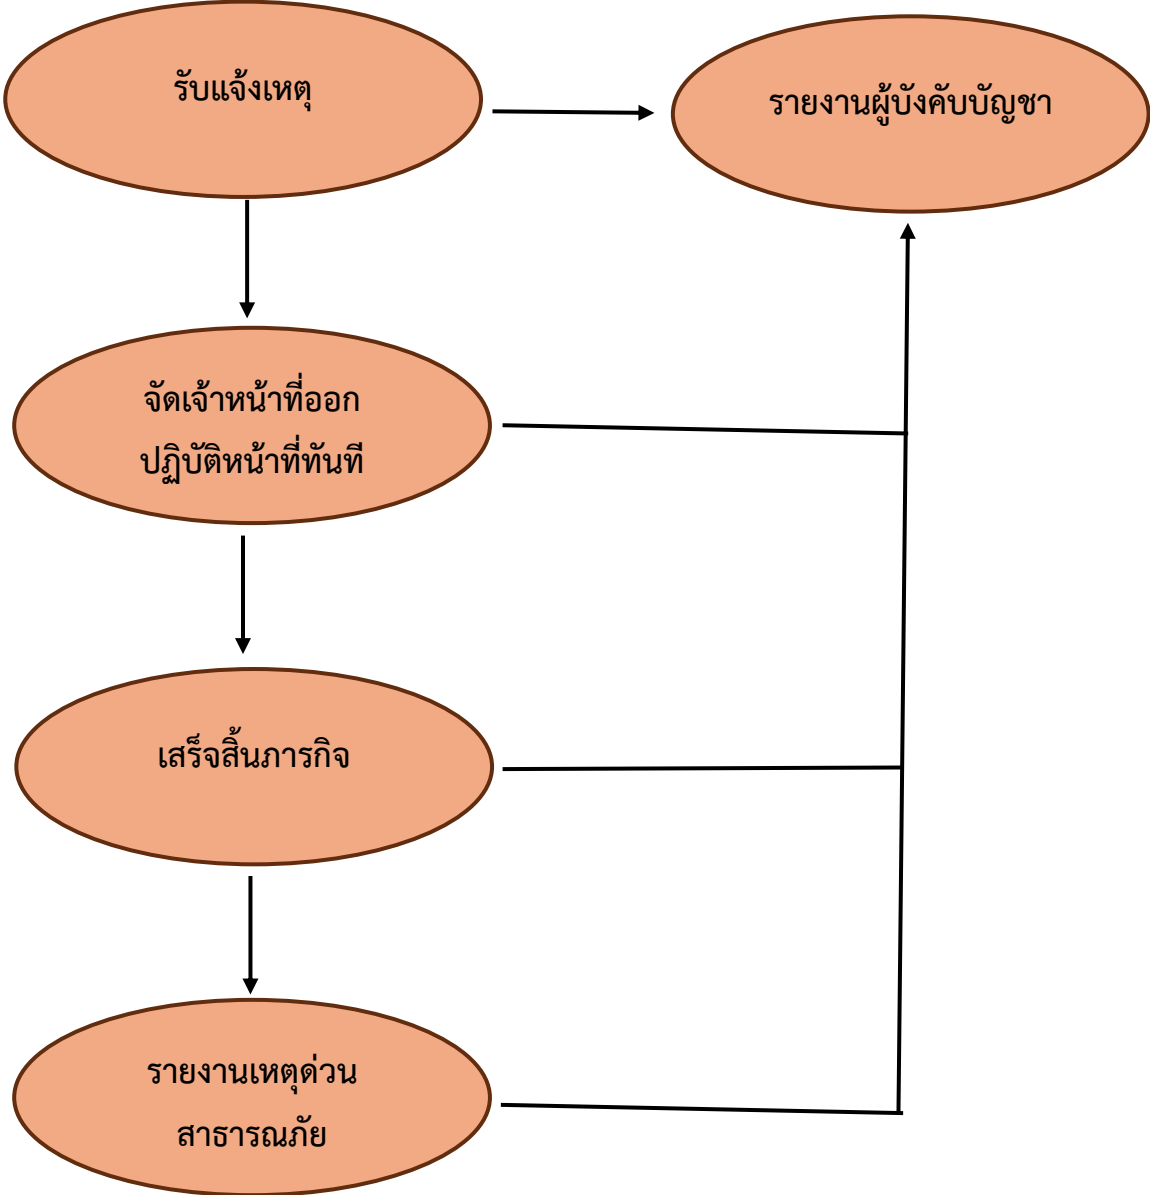 รับแจ้งเหตุ
รายงานผู้บังคับบัญชา
จัดเจ้าหน้าที่ออก
ปฏิบัติหน้าที่ทันที
เสร็จสิ้นภารกิจ
รายงานเหตุด่วน
สาธารณภัย